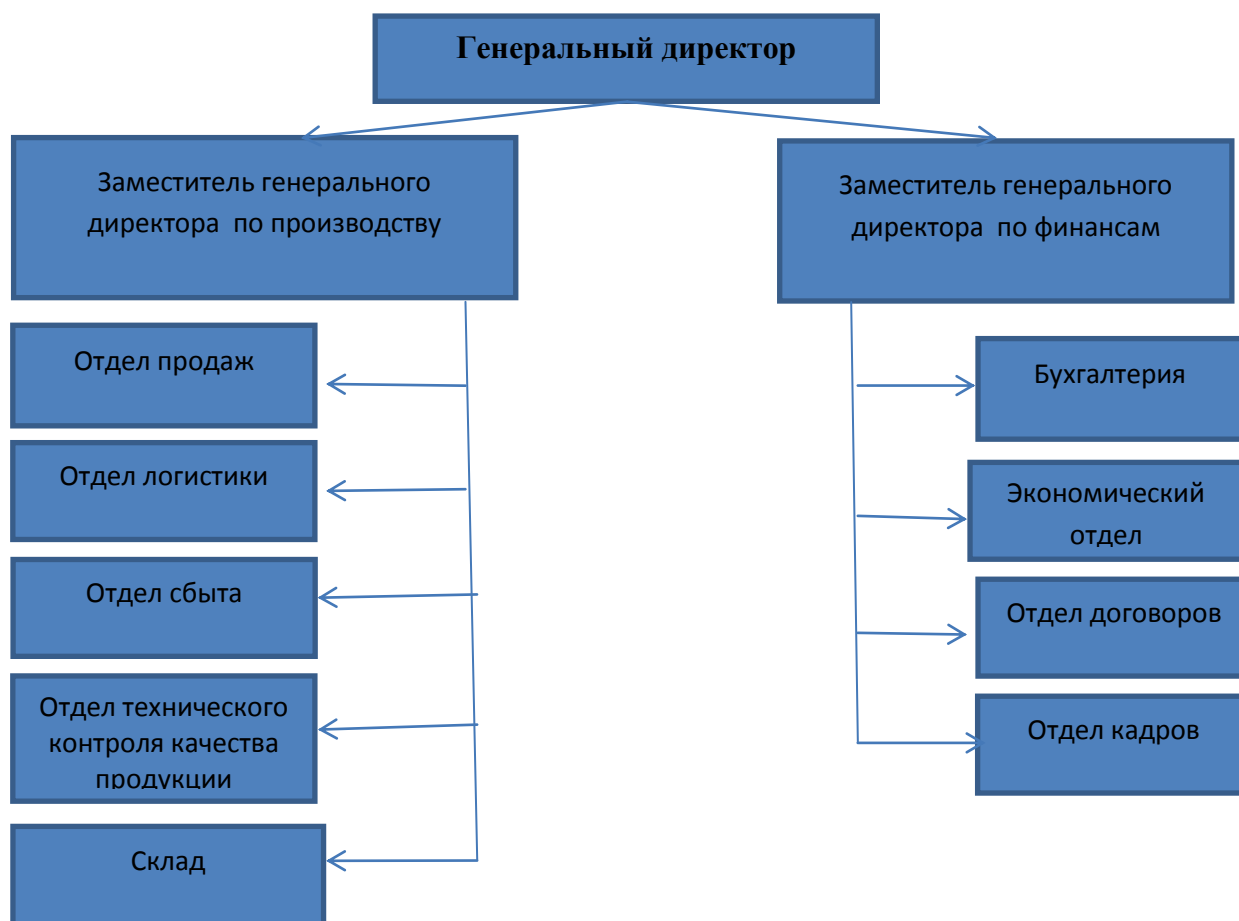 Генеральный директор
Заместитель генерального
директора по производству
Заместитель генерального
директора по финансам
Отдел продаж
Отдел логистики
Отдел сбыта
Отдел технического
контроля качества
продукции
Склад
Бухгалтерия
Экономический
отдел
Отдел договоров
Отдел кадров